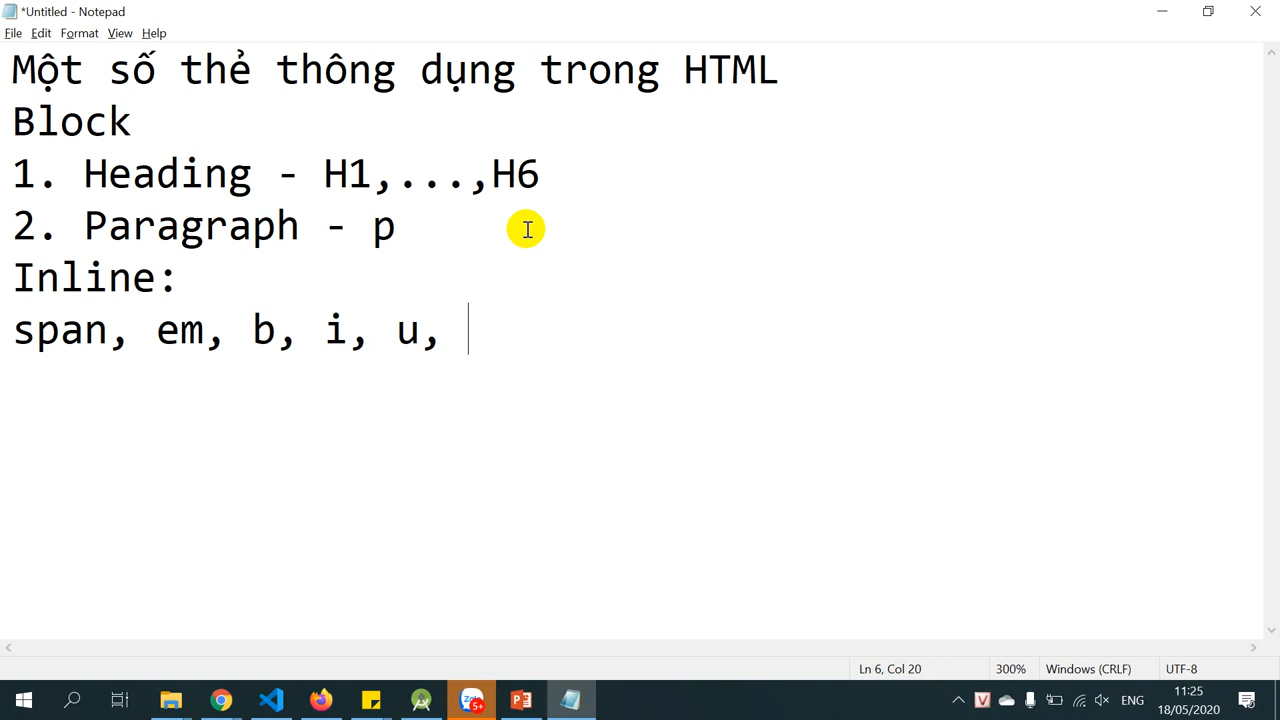 *Untitled - Notepad
File Edit Format View Help
Một số thẻ thông dụng trong HTML
Block
1. Heading - H1,...,H6
2. Paragraph - p
Inline:
span, em, b, i, u,
Ln 6, Col 20
300%
Windows (CRLF)
UTF-8
Zalo
5+
V
ENG
11:25
18/05/2020